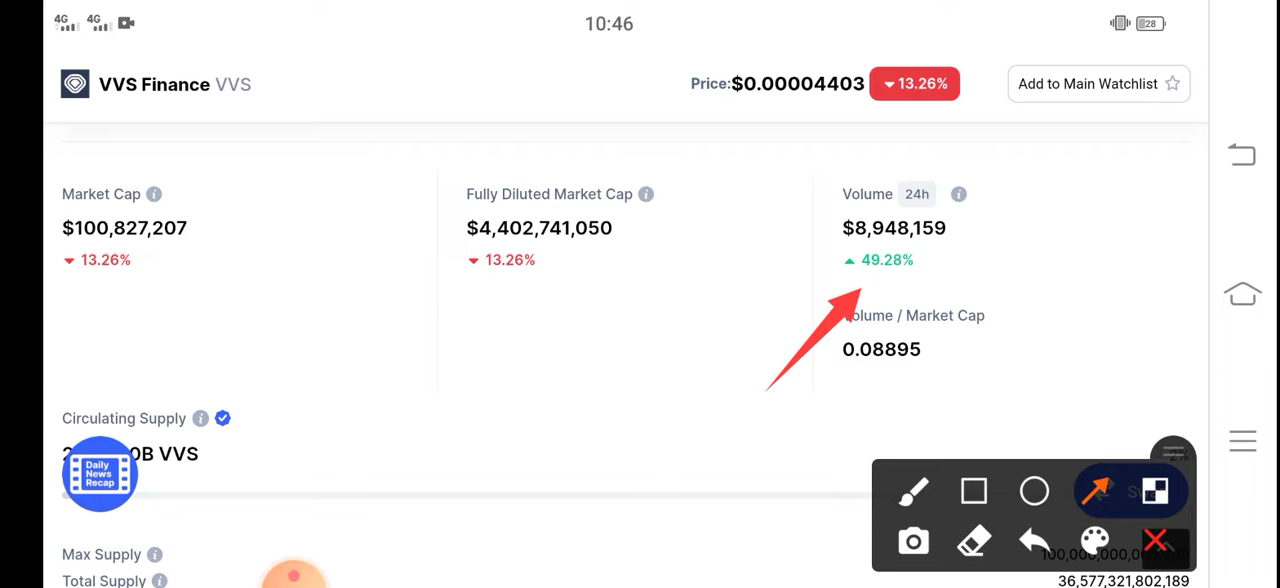 4G 4G 10:46 28
VVS Finance VVS Price:$0.00004403 13.26% Add to Main Watchlist
Market Cap Fully Diluted Market Cap Volume 24h
$100,827,207 $4,402,741,050 $8,948,159
13.26% 13.26% 49.28%
Volume / Market Cap
0.08895
Circulating Supply
0B VVS
Daily
News
Recap
Max Supply
Total Supply 36,577,321,802,189